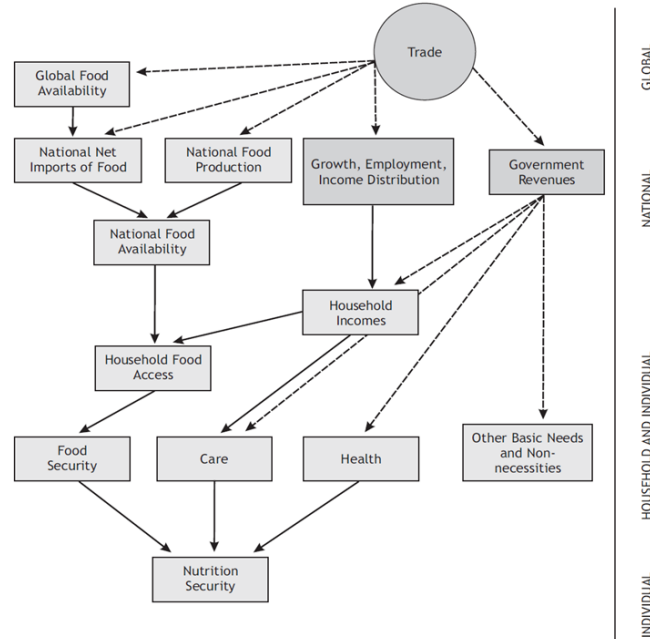 Trade
GLOBAL
Global Food
Availability
National Net
Imports of Food
National Food
Production
Growth, Employment,
Income Distribution
Government
Revenues
NATIONAL
National Food
Availability
Household
Incomes
Household Food
Access
HOUSEHOLD AND INDIVIDUAL
Food
Security
Care
Health
Other Basic Needs
and Non-
necessities
Nutrition
Security
INDIVIDUAL